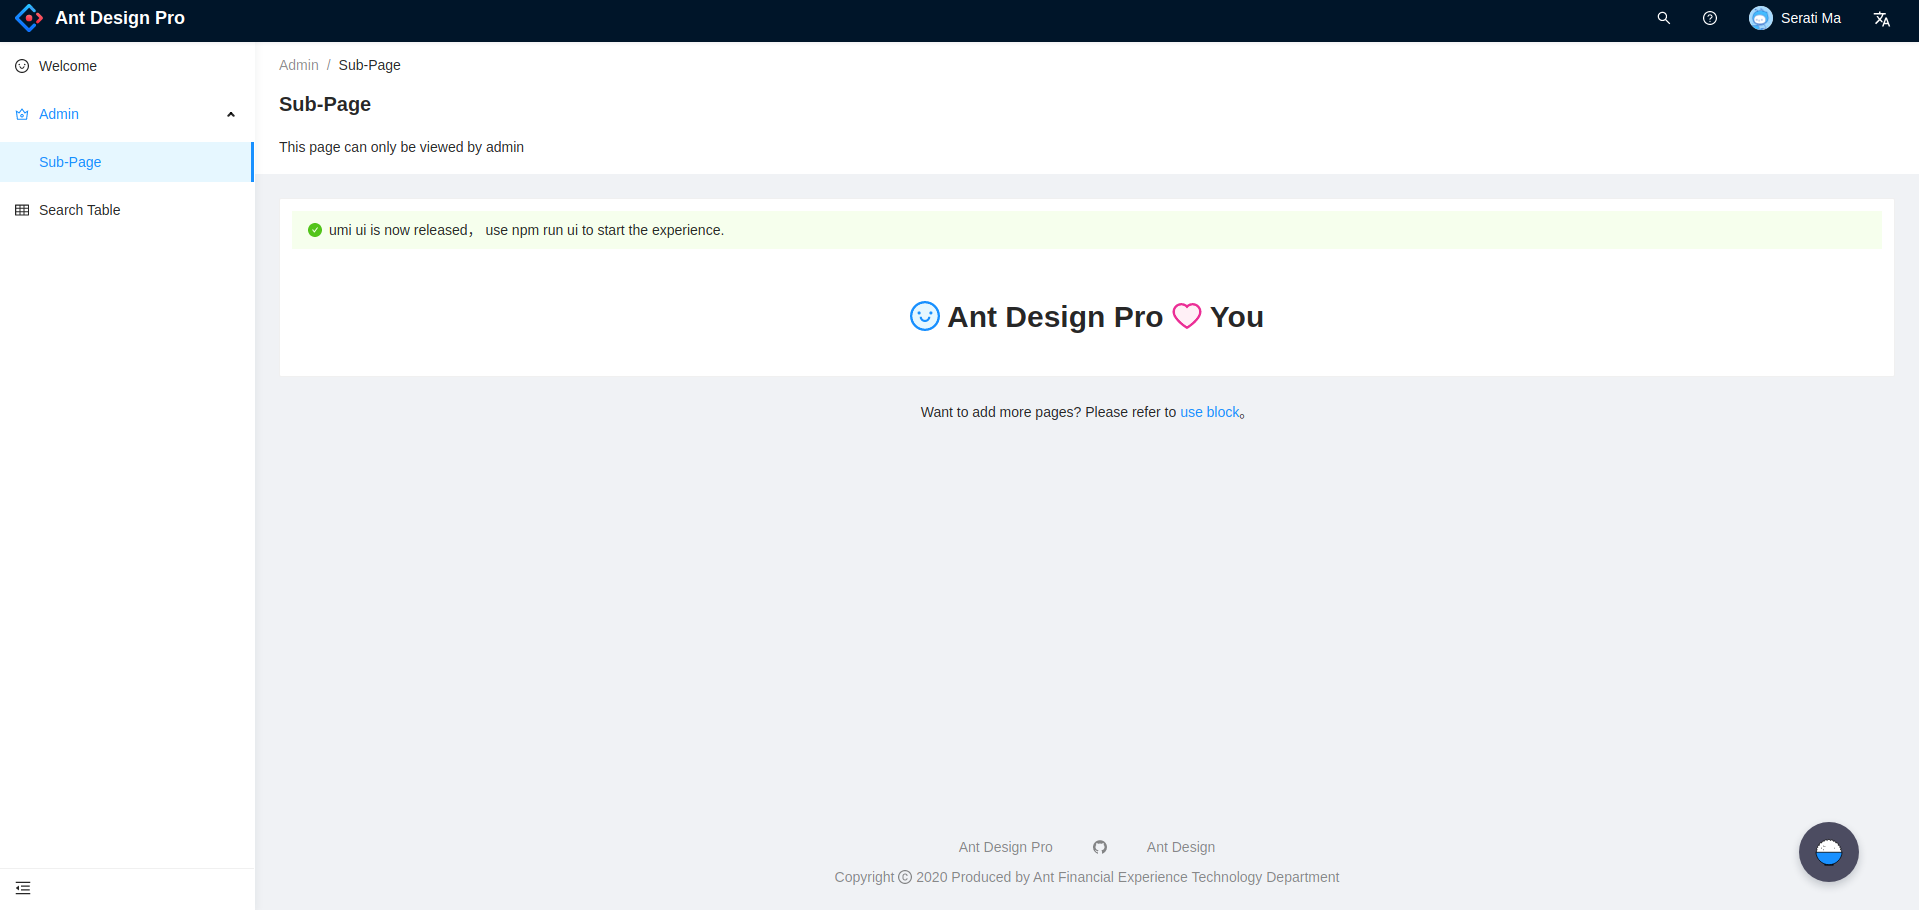 Ant Design Pro
Serati Ma
Welcome
Admin
Sub-Page
Search Table
Admin / Sub-Page
Sub-Page
This page can only be viewed by admin
umi ui is now released， use npm run ui to start the experience.
Ant Design Pro You
Want to add more pages? Please refer to use block。
Ant Design Pro Ant Design
Copyright © 2020 Produced by Ant Financial Experience Technology Department